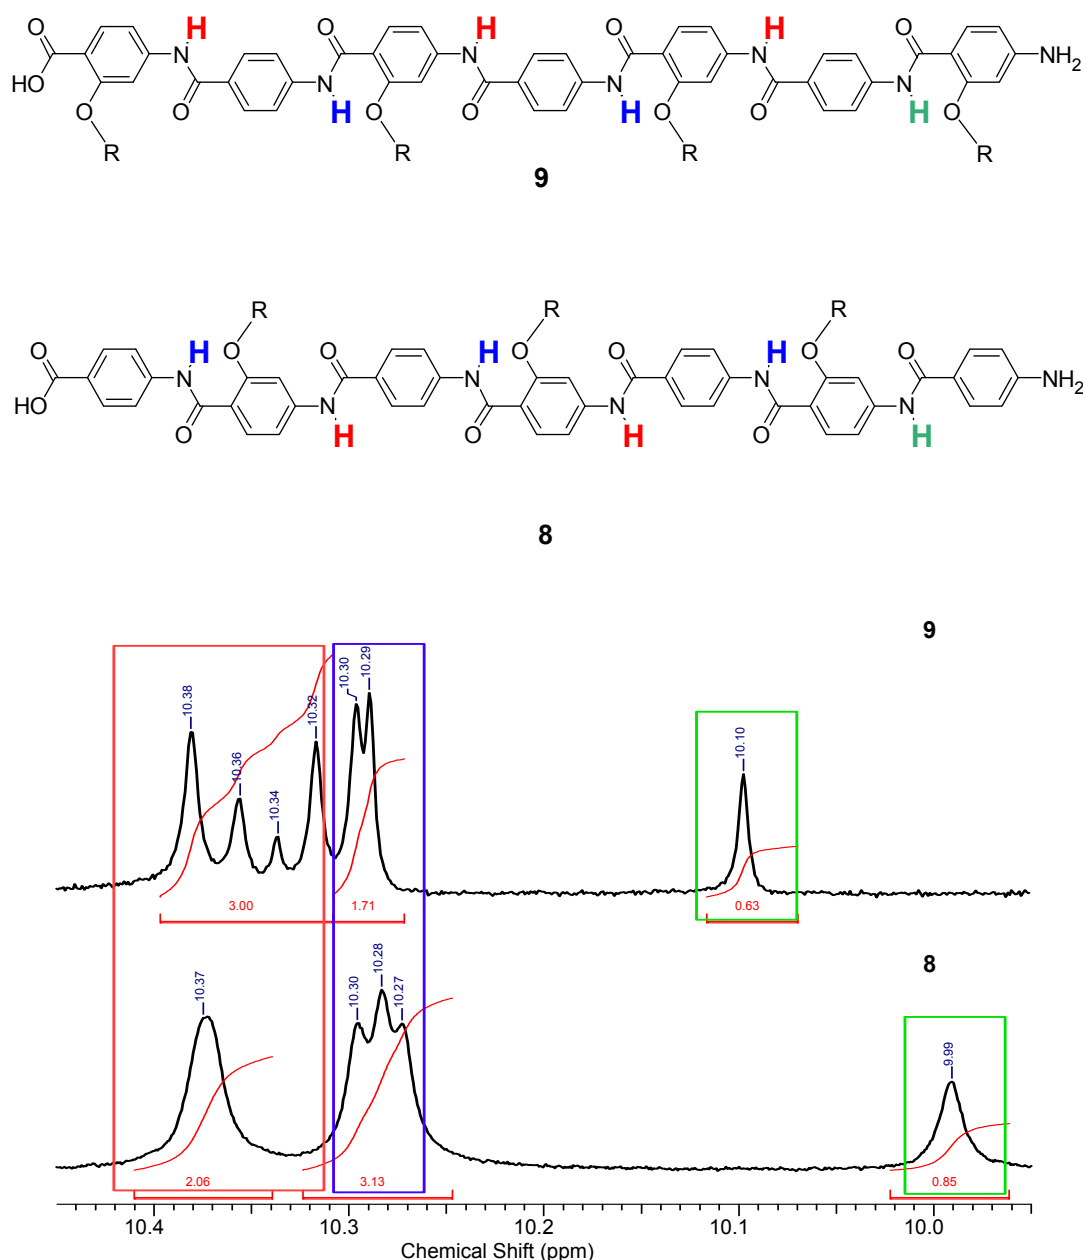 H H H
O O O O
HO N N N N N N NH2
O O O O O O O
H H H
R R R R
9
R R R
O H O O H O O H O O
HO N N N N N N NH2
O H O H O H
8
9
10.38 10.36 10.34 10.32 10.30 10.29 10.10
3.00 1.71 0.63
8
10.37 10.30 10.28 10.27 9.99
2.06 3.13 0.85
10.4 10.3 10.2 10.1 10.0
Chemical Shift (ppm)